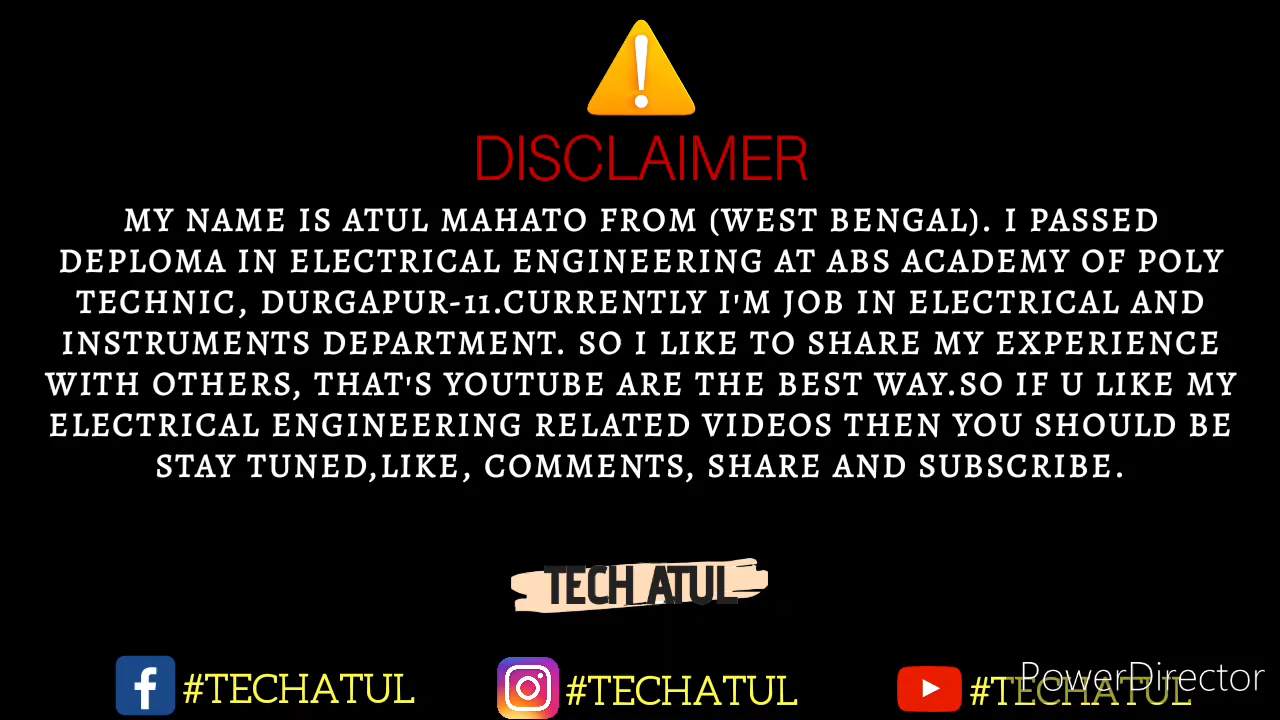 DISCLAIMER
MY NAME IS ATUL MAHATO FROM (WEST BENGAL). I PASSED
DEPLOMA IN ELECTRICAL ENGINEERING AT ABS ACADEMY OF POLY
TECHNIC, DURGAPUR-11.CURRENTLY I'M JOB IN ELECTRICAL AND
INSTRUMENTS DEPARTMENT. SO I LIKE TO SHARE MY EXPERIENCE
WITH OTHERS, THAT'S YOUTUBE ARE THE BEST WAY.SO IF U LIKE MY
ELECTRICAL ENGINEERING RELATED VIDEOS THEN YOU SHOULD BE
STAY TUNED,LIKE, COMMENTS, SHARE AND SUBSCRIBE.
TECH ATUL
#TECHATUL
#TECHATUL
#TECHATUL
PowerDirector